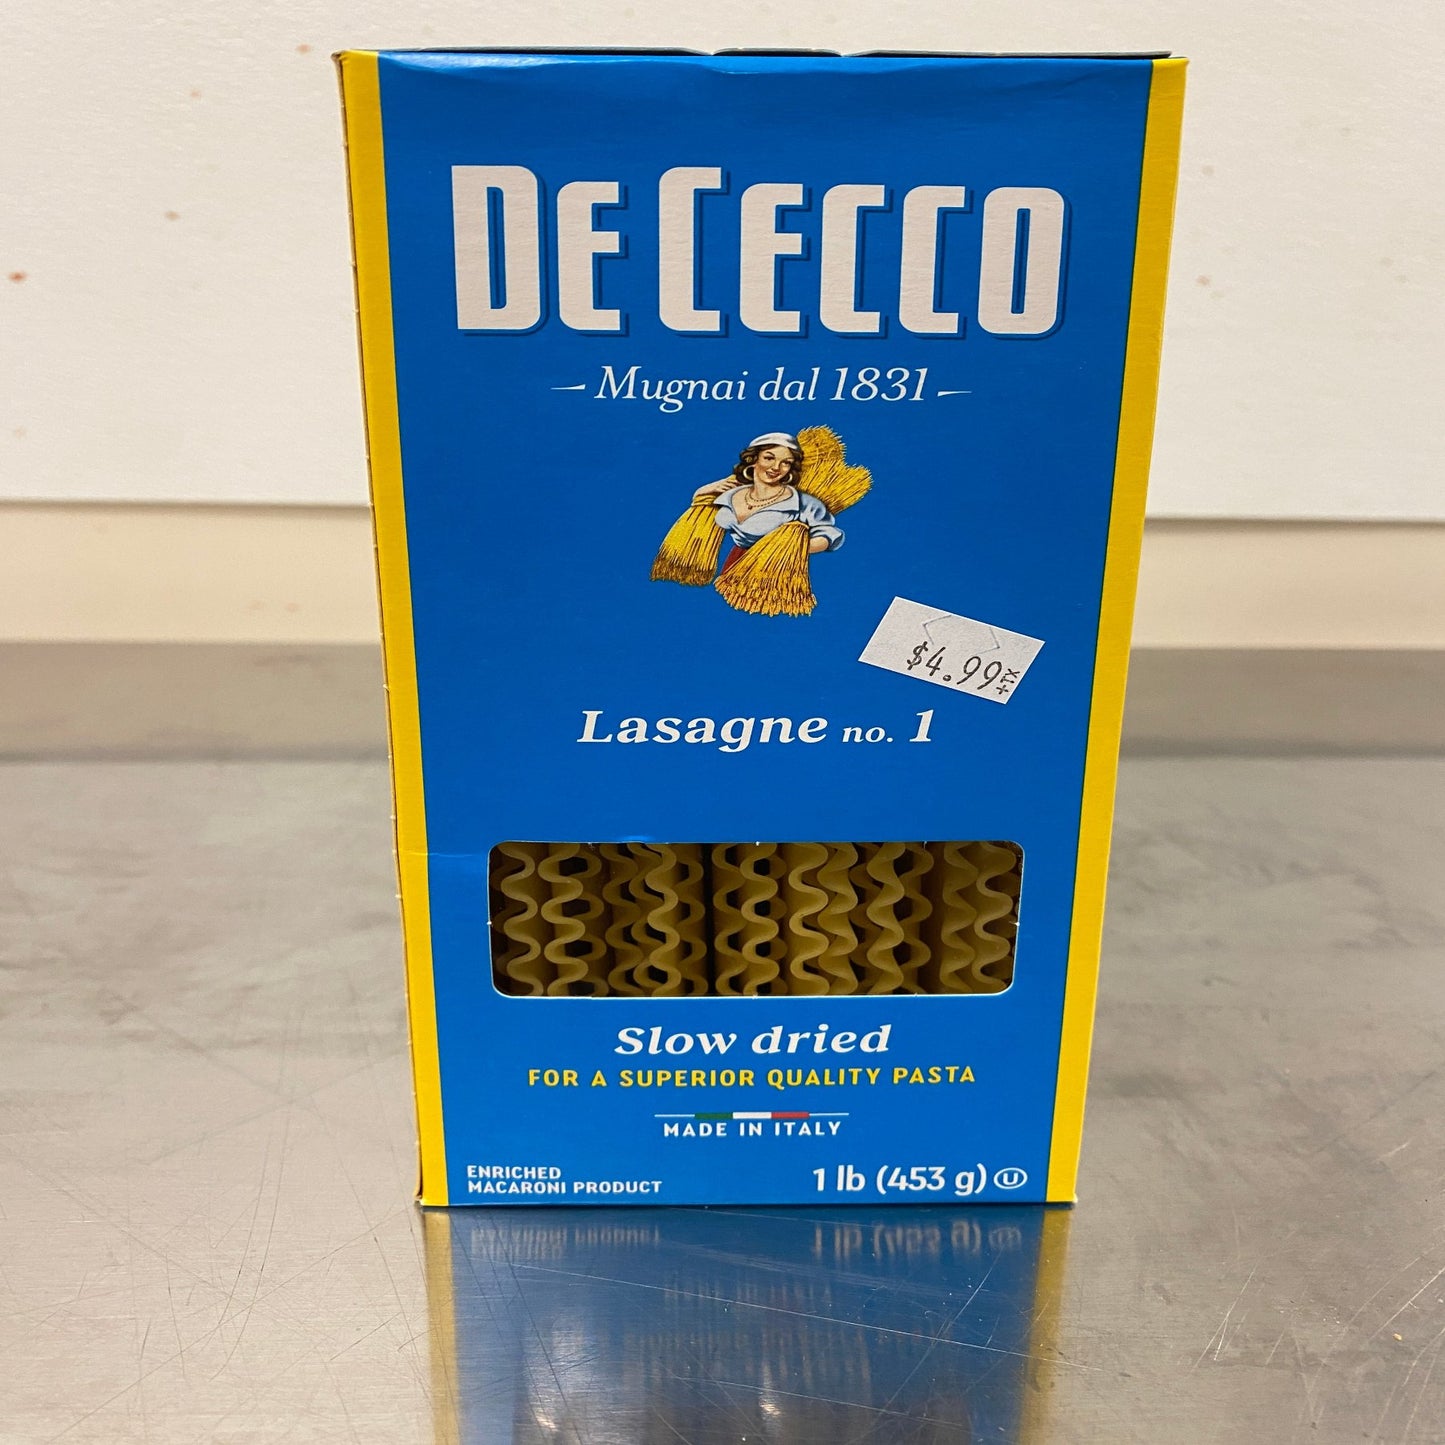 DE CECCO
Mugnai dal 1831
$4.99 +TX
Lasagne no. 1
Slow dried
FOR A SUPERIOR QUALITY PASTA
MADE IN ITALY
ENRICHED
MACARONI PRODUCT
1 lb (453 g) U